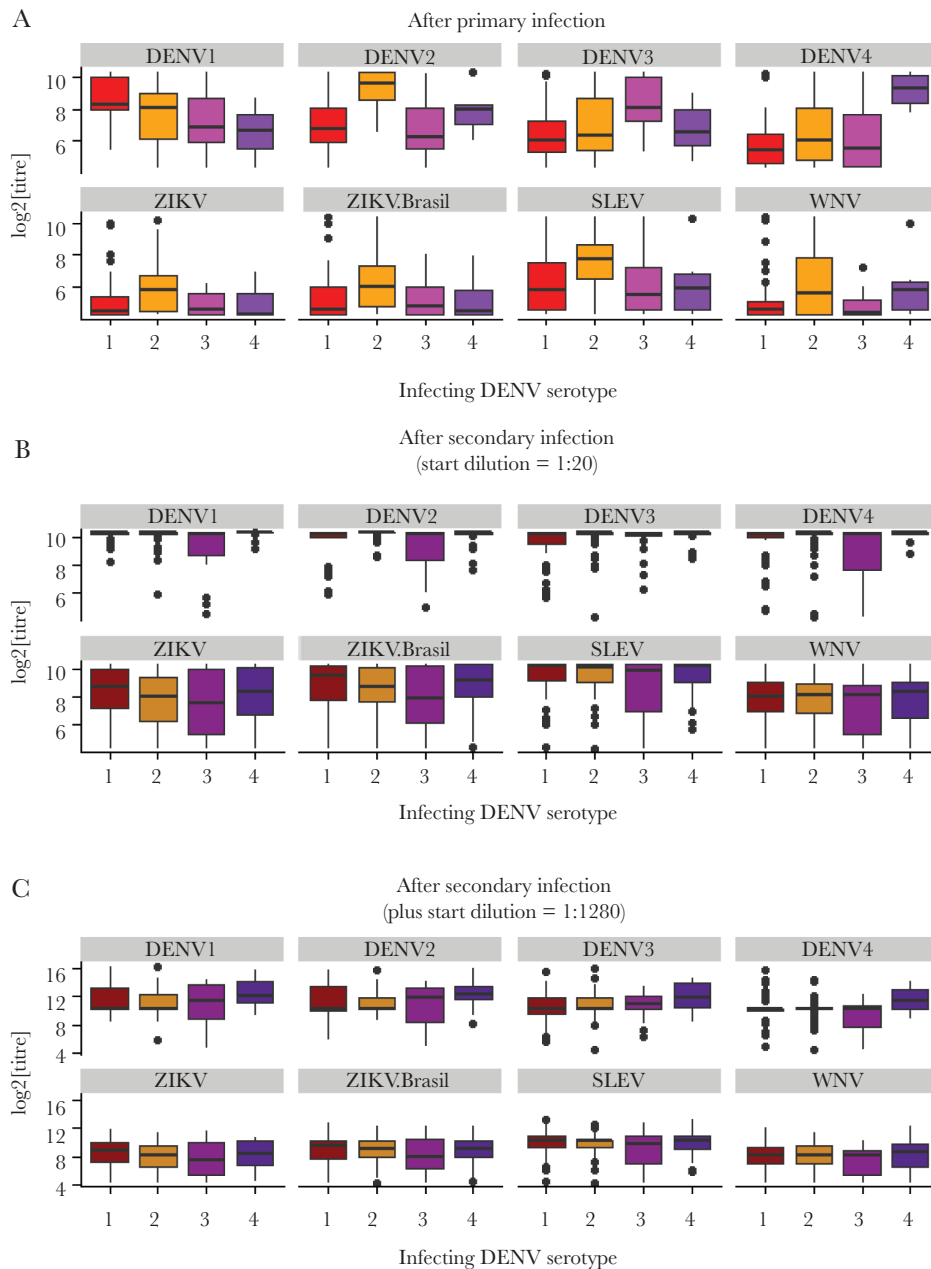 A
After primary infection
DENV1 DENV2 DENV3 DENV4
10
8
6
ZIKV ZIKV.Brasil SLEV WNV
10
8
6
log2[titre]
1 2 3 4 1 2 3 4 1 2 3 4 1 2 3 4
Infecting DENV serotype
B
After secondary infection
(start dilution = 1:20)
DENV1 DENV2 DENV3 DENV4
10
8
6
ZIKV ZIKV.Brasil SLEV WNV
10
8
6
log2[titre]
1 2 3 4 1 2 3 4 1 2 3 4 1 2 3 4
Infecting DENV serotype
C
After secondary infection
(plus start dilution = 1:1280)
DENV1 DENV2 DENV3 DENV4
16
12
8
4
ZIKV ZIKV.Brasil SLEV WNV
16
12
8
4
log2[titre]
1 2 3 4 1 2 3 4 1 2 3 4 1 2 3 4
Infecting DENV serotype